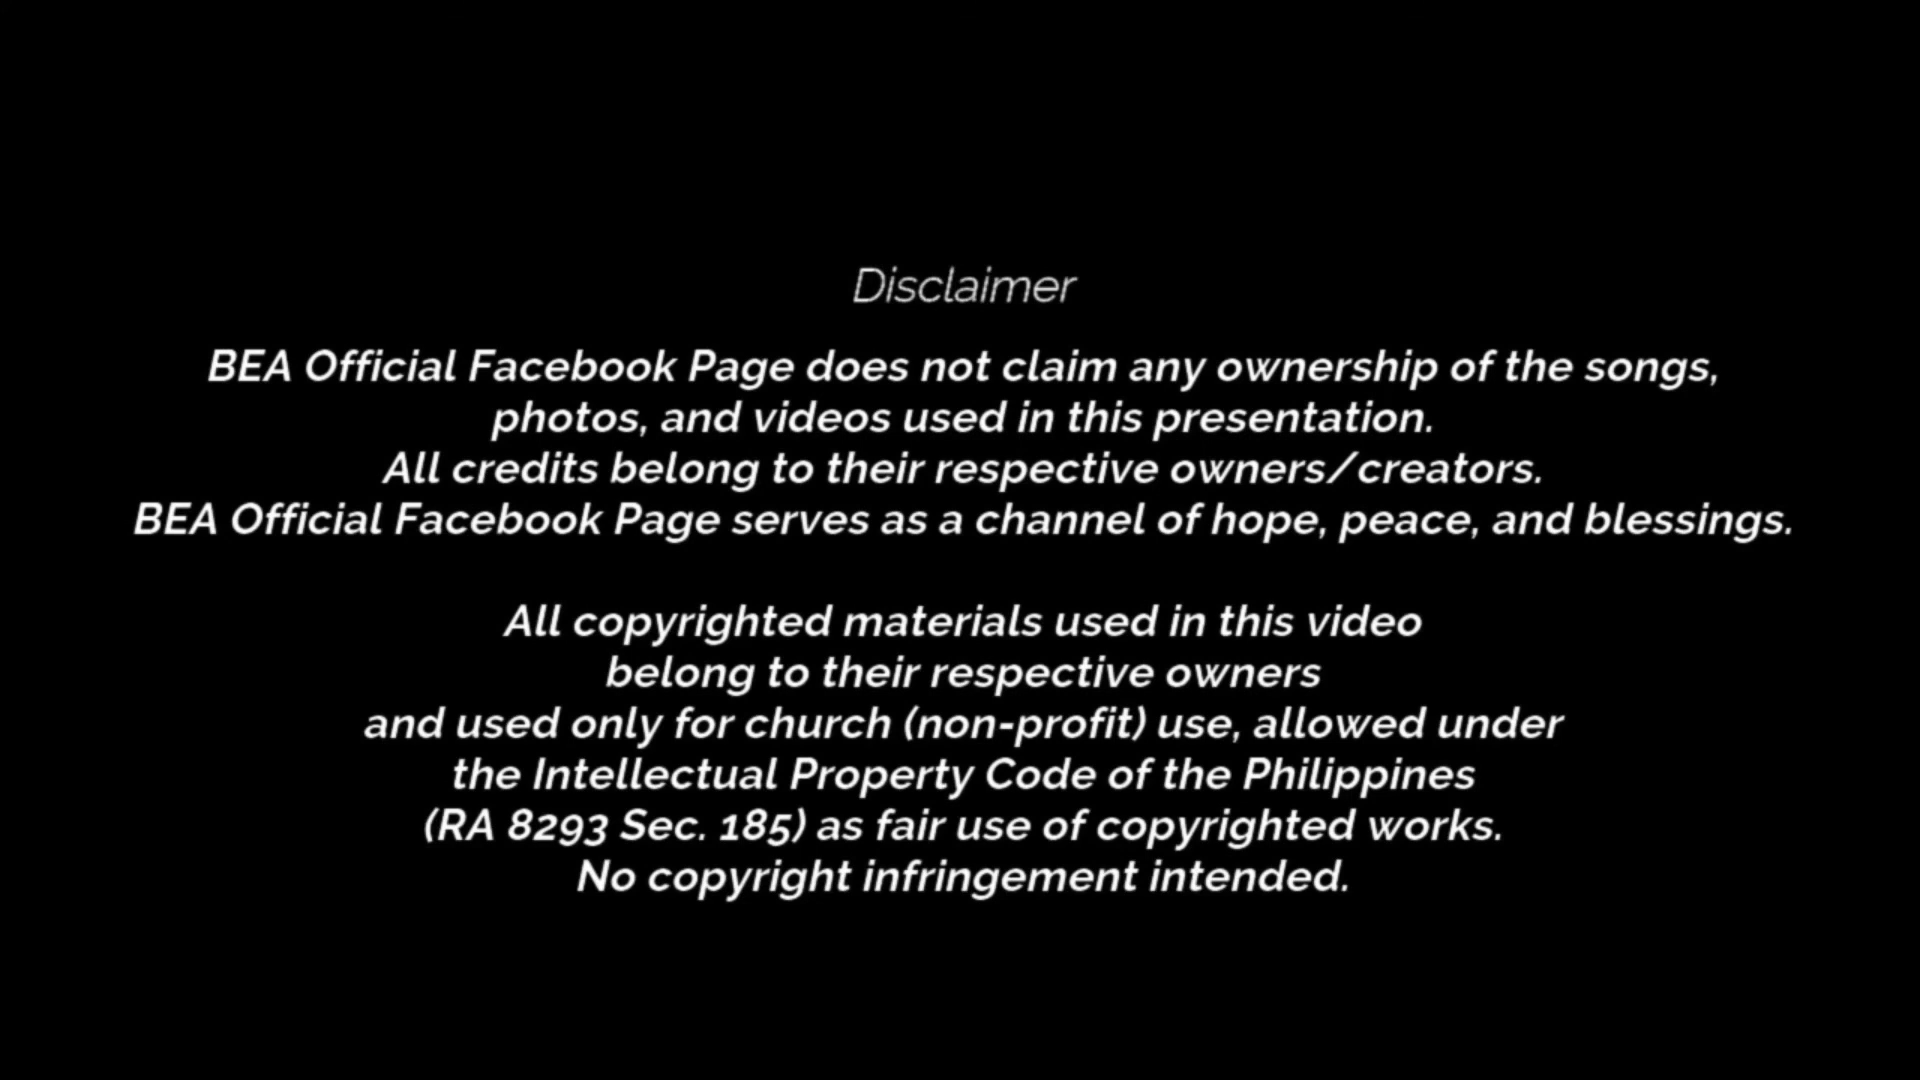 Disclaimer
BEA Official Facebook Page does not claim any ownership of the songs,
photos, and videos used in this presentation.
All credits belong to their respective owners/creators.
BEA Official Facebook Page serves as a channel of hope, peace, and blessings.
All copyrighted materials used in this video
belong to their respective owners
and used only for church (non-profit) use, allowed under
the Intellectual Property Code of the Philippines
(RA 8293 Sec. 185) as fair use of copyrighted works.
No copyright infringement intended.